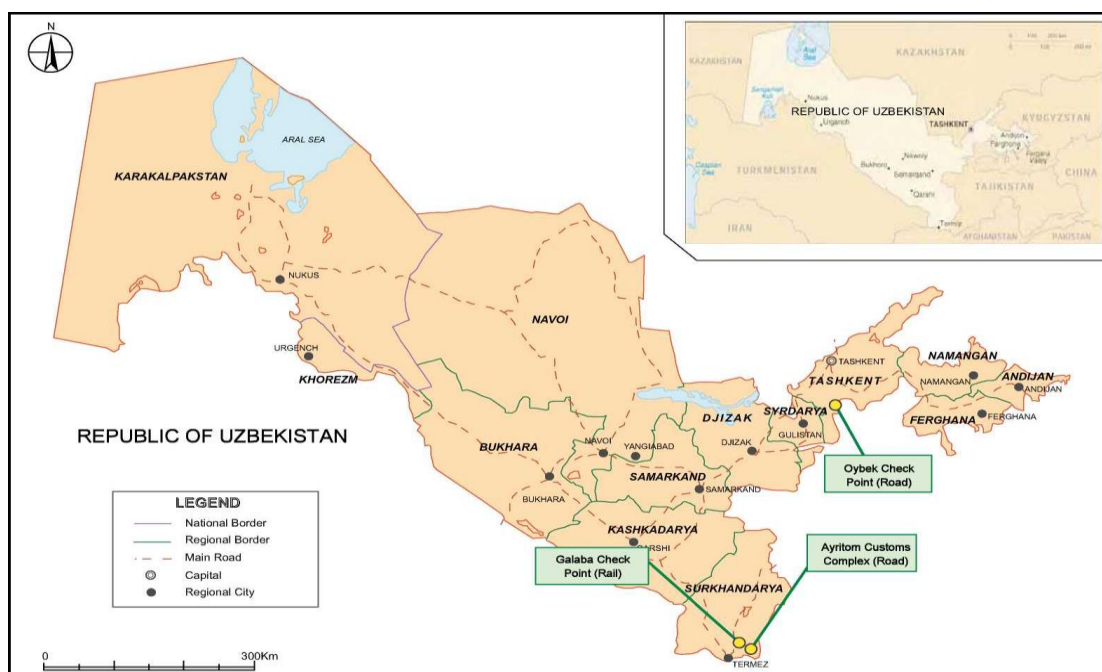 N
KARAKALPAKSTAN
ARAL SEA
NUKUS
URGENCH
KHOREZM
NAVOI
REPUBLIC OF UZBEKISTAN
BUKHARA
BUKHARA
NAVOI
YANGIABAD
SAMARKAND
SAMARKAND
DJIZAK
DJIZAK
SYRDARYA
GULISTAN
TASHKENT
TASHKENT
NAMANGAN
NAMANGAN
ANDIJAN
ANDIJAN
FERGHANA
FERGHANA
KASHKADARYA
SURKHANDARYA
TERMEZ
Oybek Check
Point (Road)
Galaba Check
Point (Rail)
Ayritom Customs
Complex (Road)
LEGEND
National Border
Regional Border
Main Road
Capital
Regional City
0
300Km
Aral
Sea
KAZAKHSTAN
KAZAKHSTAN
Nukus
Urganch
REPUBLIC OF UZBEKISTAN
TASHKENT
KYRGYZSTAN
Andijon
Farghona
Fergana
Valley
CHINA
Caspian
Sea
TURKMENISTAN
Bukhoro
Nawoiy
Samarqand
Qarshi
TAJIKISTAN
Termiz
IRAN
AFGHANISTAN
PAKISTAN